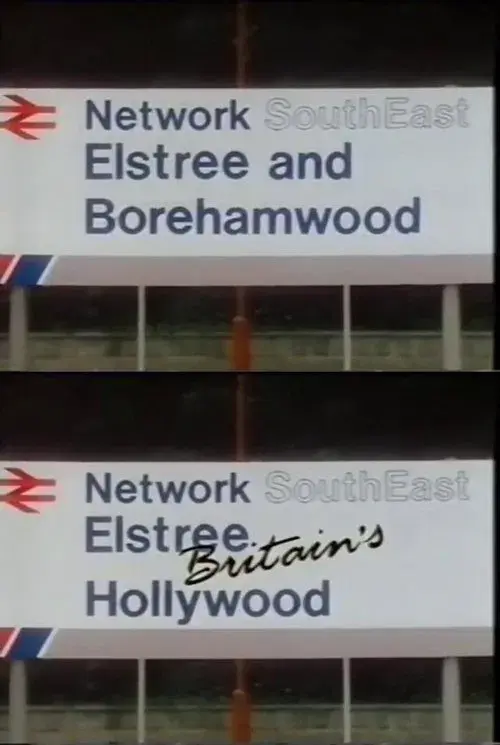 Network SouthEast
Elstree and
Borehamwood
Network SouthEast
Elstree.
Britain's
Hollywood